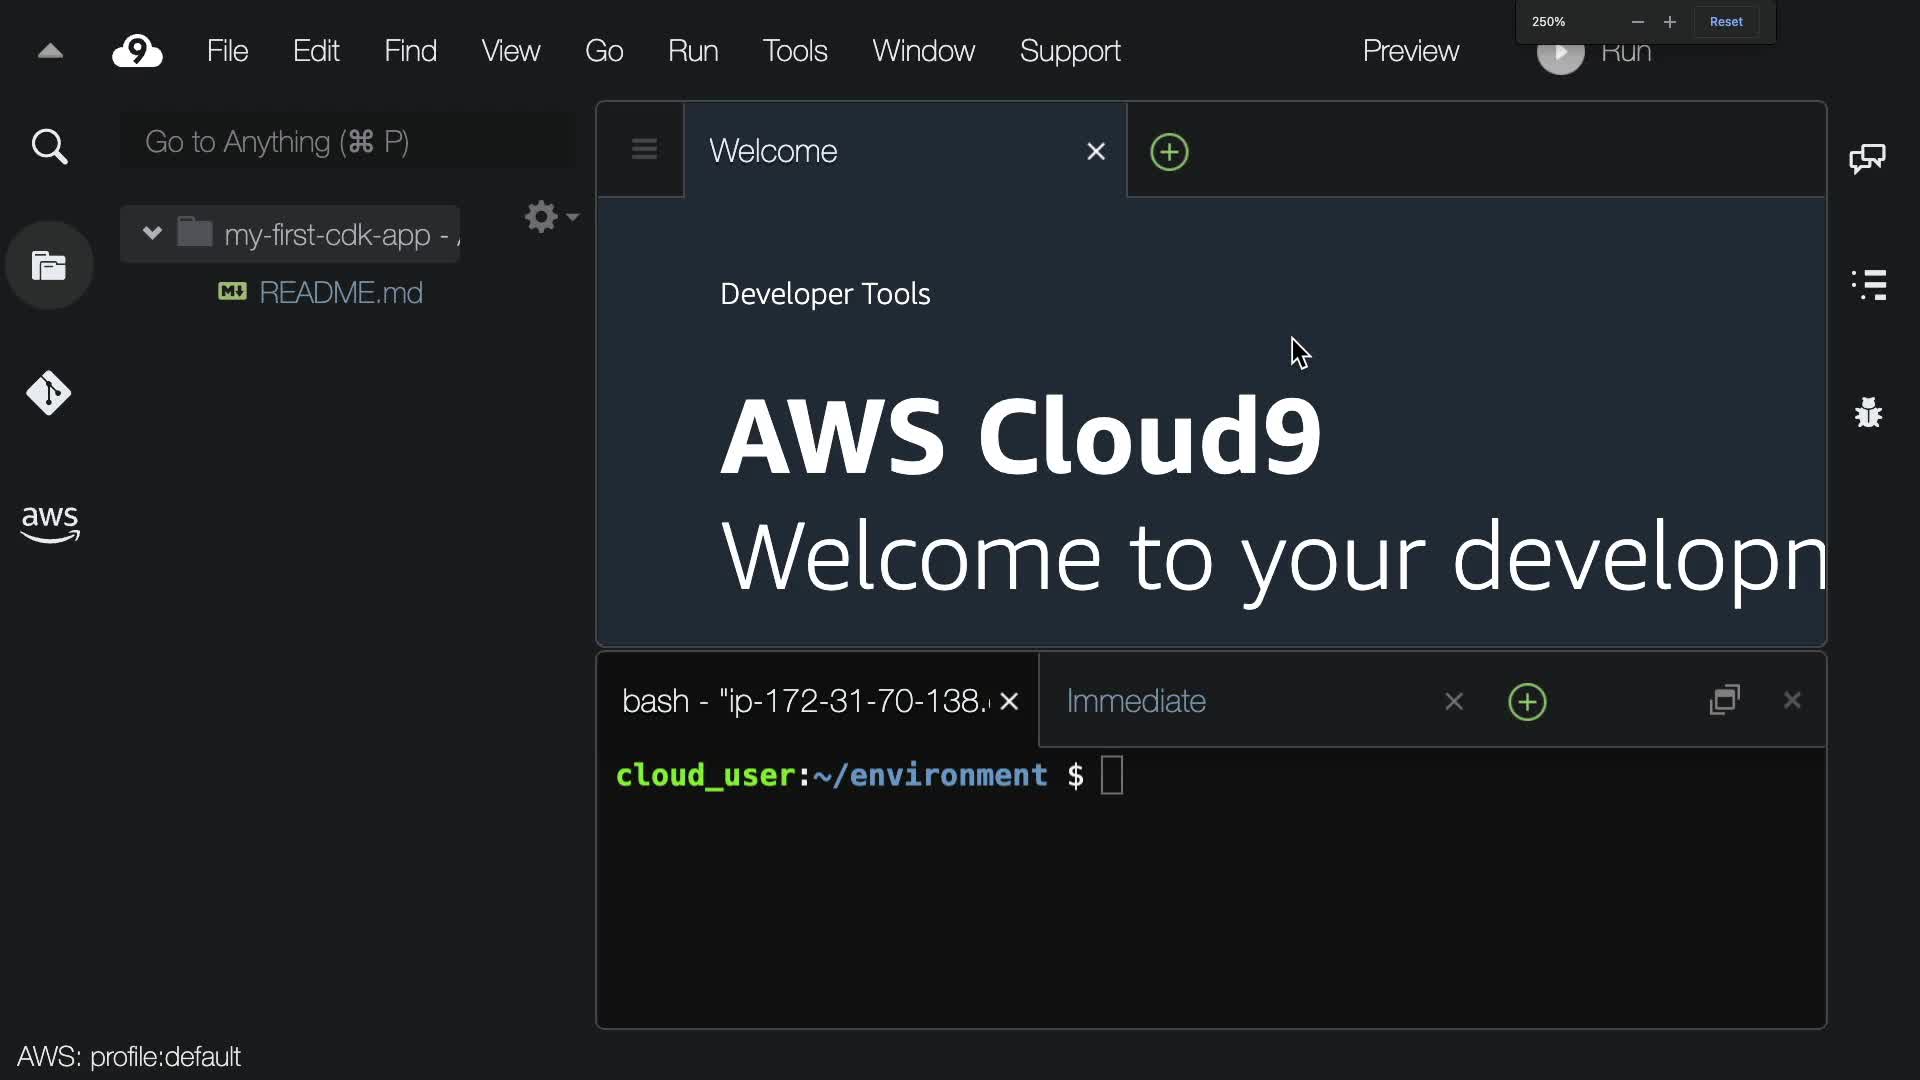 250%
Reset
9
File
Edit
Find
View
Go
Run
Tools
Window
Support
Preview
Run
Go to Anything (⌘ P)
my-first-cdk-app -
README.md
aws
Welcome
Developer Tools
AWS Cloud9
Welcome to your developn
bash - "ip-172-31-70-138.
Immediate
cloud_user:~/environment $
AWS: profile:default